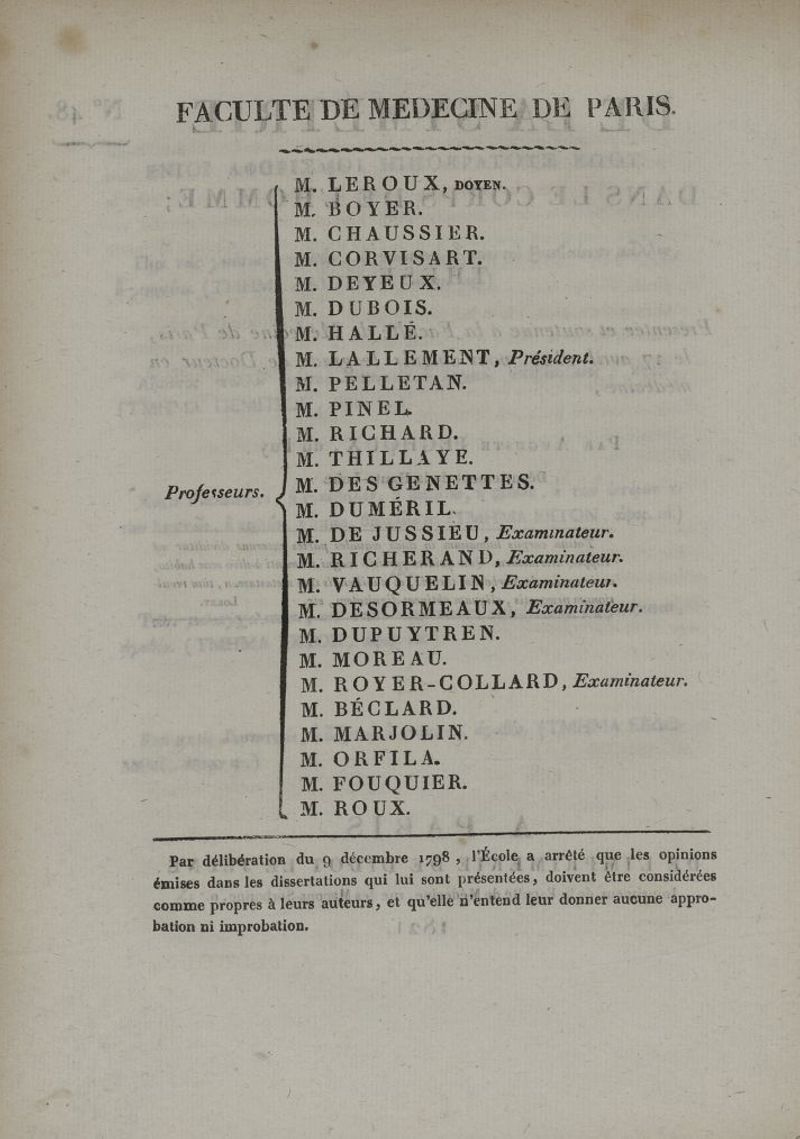 FACULTE DE MEDECINE DE PARIS.
M. LEROUX, DOYEN.
M. BOYER.
M. CHAUSSIER.
M. CORVISART.
M. DEYEUX.
M. DUBOIS.
M. HALLÉ.
M. LALLEMENT, Président.
M. PELLETAN.
M. PINEL.
M. RICHARD.
M. THILLAYE.
Professeurs.
M. DES GENETTES.
M. DUMÉRIL.
M. DE JUSSIEU, Examinateur.
M. RICHERAND, Examinateur.
M. VAUQUELIN, Examinateur.
M. DESORMEAUX, Examinateur.
M. DUPUYTREN.
M. MOREAU.
M. ROYER-COLLARD, Examinateur.
M. BÉCLARD.
M. MARJOLIN.
M. ORFILA.
M. FOUQUIER.
M. ROUX.
Par délibération du 9 décembre 1798, l'École a arrêté que les opinions
émises dans les dissertations qui lui sont présentées, doivent être considérées
comme propres à leurs auteurs, et qu'elle n'entend leur donner aucune appro-
bation ni improbation.